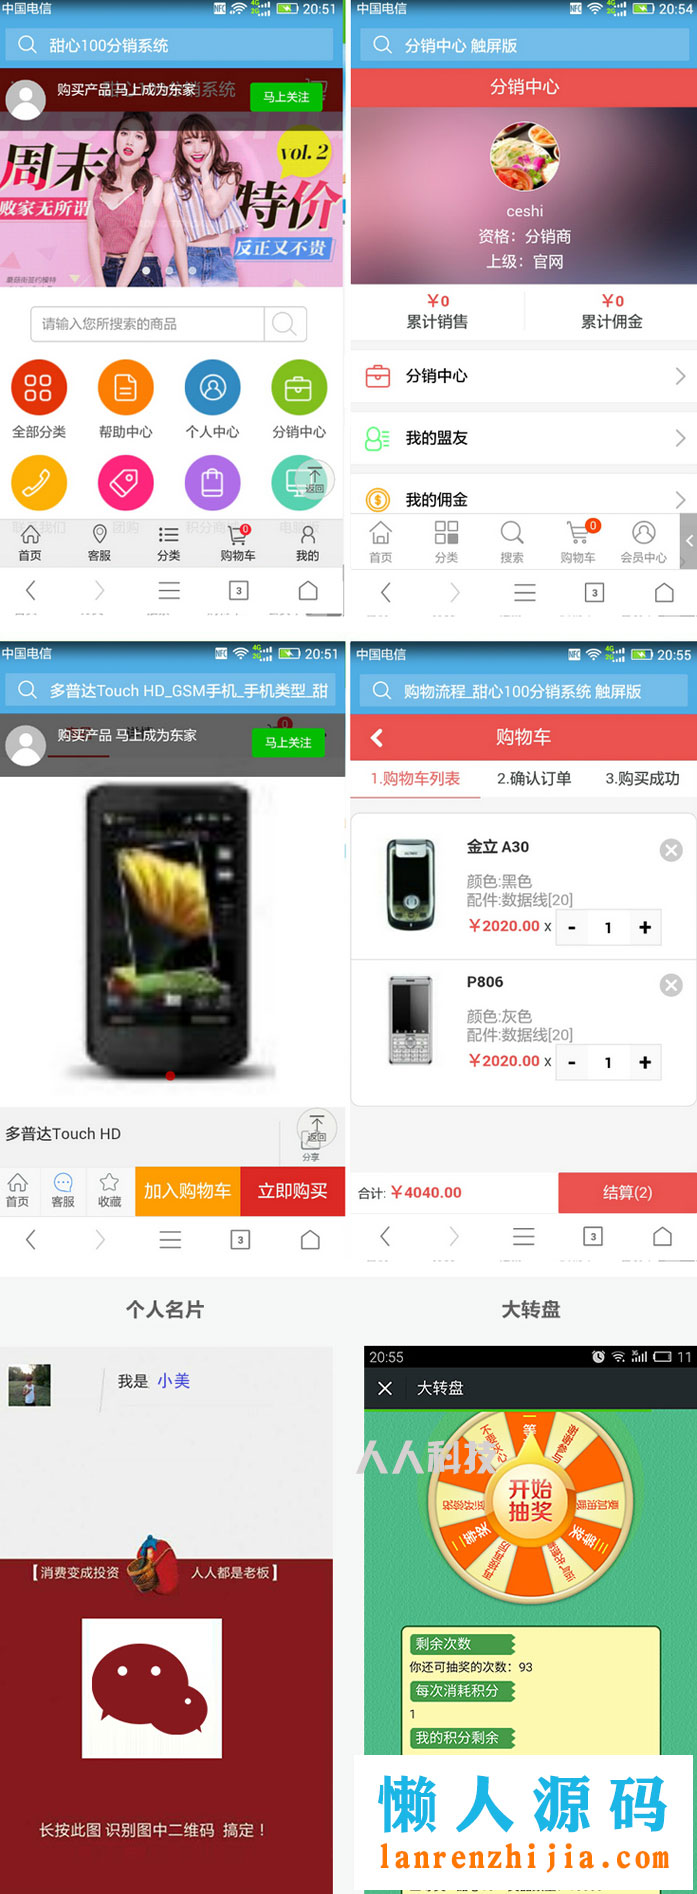 中国电信
20:51
甜心100分销系统
购买产品 马上成为东家
马上关注
周末
败家无所谓
vol. 2
特价
反正又不贵
请输入您所搜索的商品
全部分类
帮助中心
个人中心
分销中心
联系我们
团购
积分商城
电脑版
返回
首页
客服
分类
购物车
0
我的
3
中国电信
20:54
分销中心 触屏版
分销中心
ceshi
资格：分销商
上级：官网
￥0
累计销售
￥0
累计佣金
分销中心
我的盟友
我的佣金
首页
分类
搜索
购物车
0
会员中心
3
中国电信
20:51
多普达Touch HD_GSM手机_手机类型_甜
购买产品 马上成为东家
马上关注
多普达Touch HD
返回
分享
首页
客服
收藏
加入购物车
立即购买
3
中国电信
20:55
购物流程_甜心100分销系统 触屏版
购物车
1.购物车列表
2.确认订单
3.购买成功
金立 A30
颜色:黑色
配件:数据线[20]
￥2020.00 x
- 1 +
P806
颜色:灰色
配件:数据线[20]
￥2020.00 x
- 1 +
合计: ￥4040.00
结算(2)
3
个人名片
我是 小美
【消费变成投资
人人都是老板】
长按此图 识别图中二维码 搞定！
大转盘
20:55
11
大转盘
人人科技
开始
抽奖
剩余次数
你还可抽奖的次数：93
每次消耗积分
1
我的积分剩余
懒人源码
lanrenzhijia.com